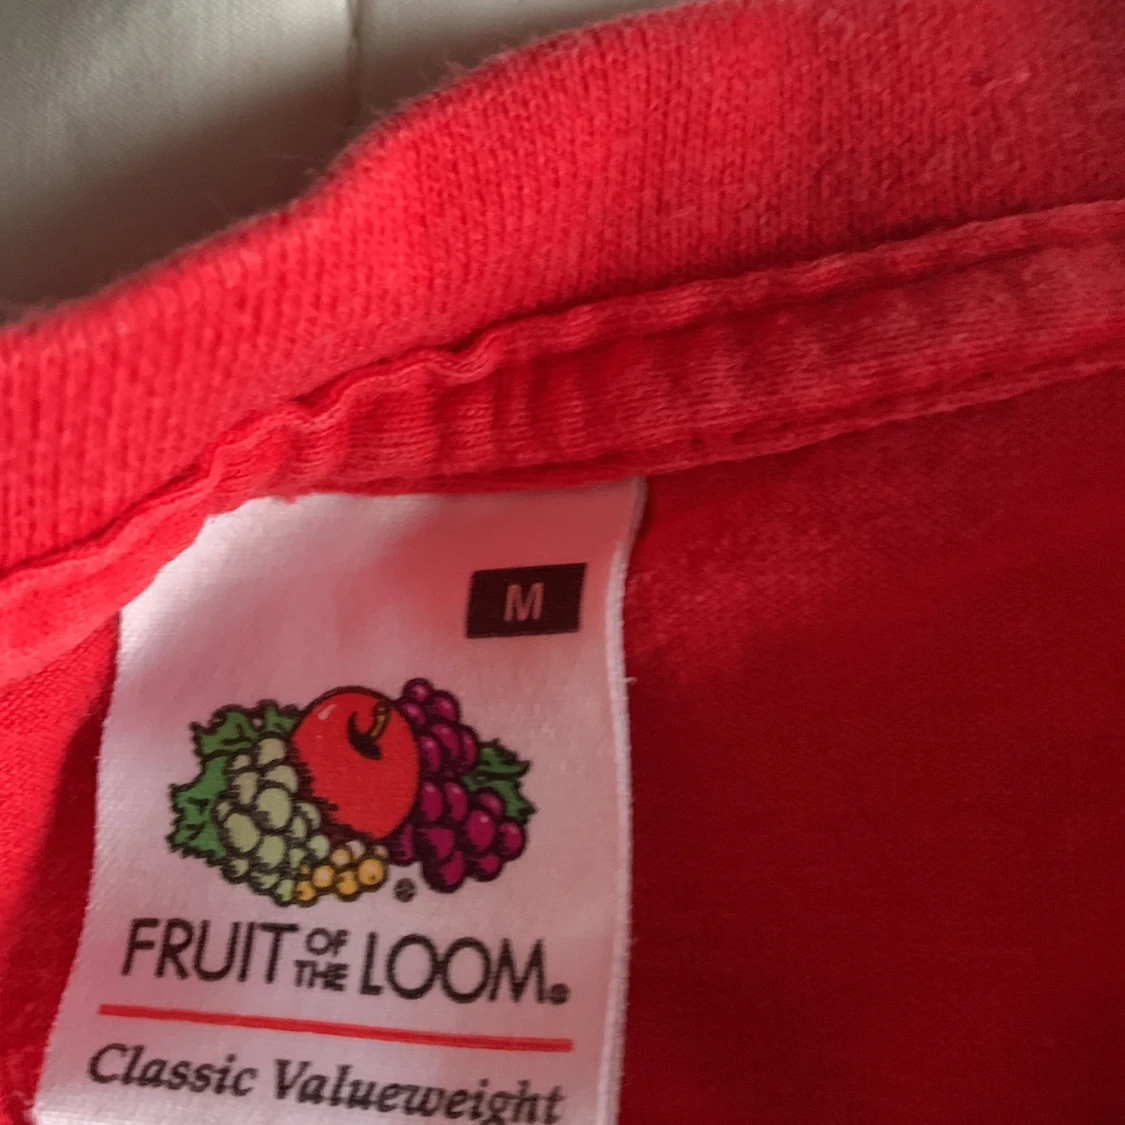 M
FRUIT OF THE LOOM®
Classic Valueweight